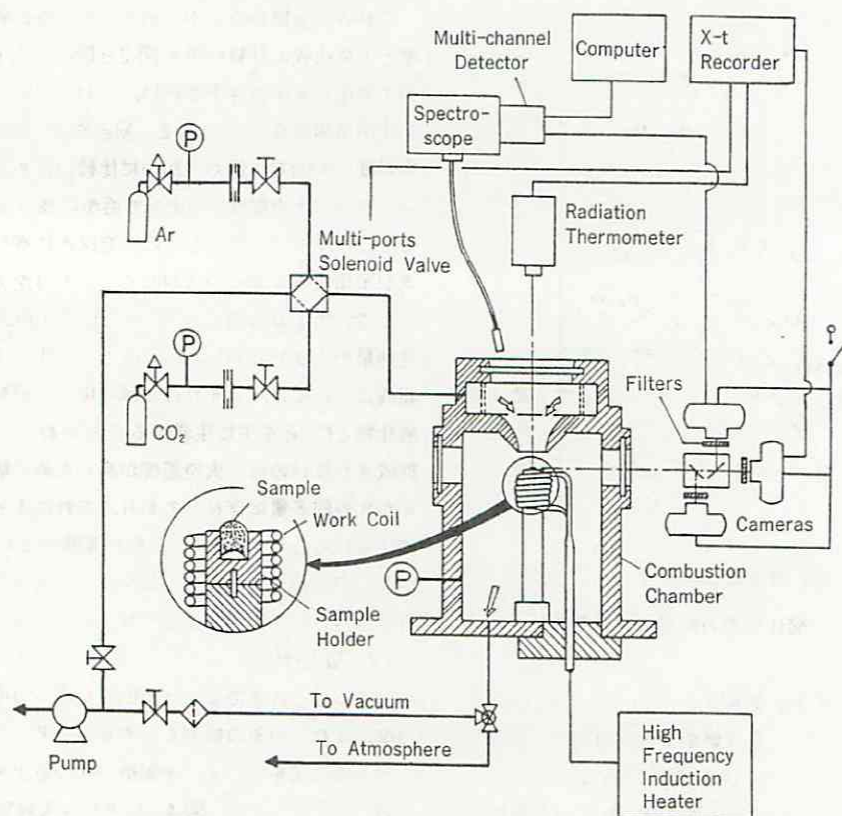 Multi-channel
Detector
Computer
X-t
Recorder
Spectro-
scope
P
Ar
Radiation
Thermometer
Multi-ports
Solenoid Valve
P
CO₂
Filters
Sample
Work Coil
Cameras
P
Combustion
Chamber
Sample
Holder
To Vacuum
To Atmosphere
Pump
High
Frequency
Induction
Heater